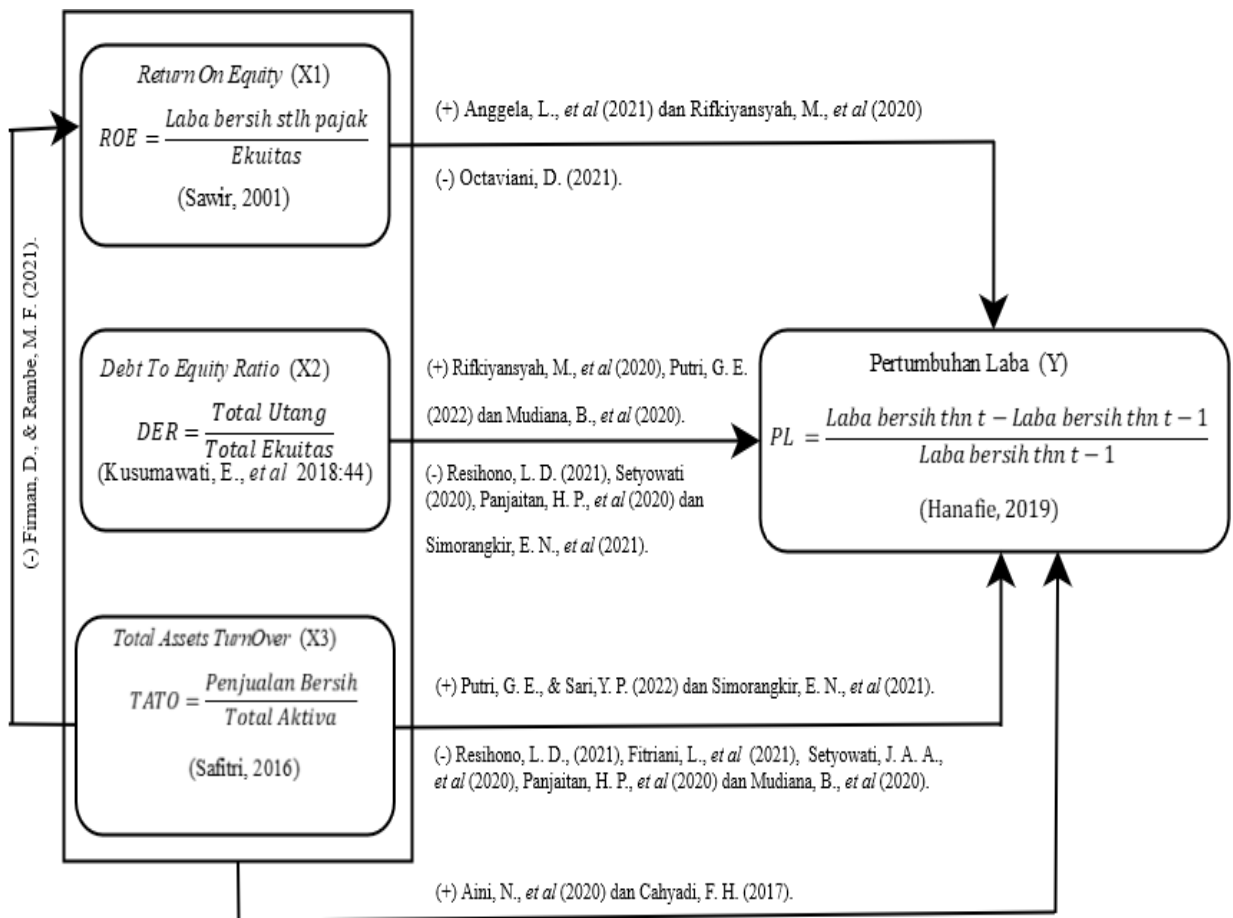 Return On Equity (X1)
ROE = Laba bersih stlh pajak / Ekuitas
(Sawir, 2001)
(+) Anggela, L., et al (2021) dan Rifkiyansyah, M., et al (2020)
(-) Octaviani, D. (2021).
(-) Firman, D., & Rambe, M. F. (2021).
Debt To Equity Ratio (X2)
DER = Total Utang / Total Ekuitas
(Kusumawati, E., et al 2018:44)
(+) Rifkiyansyah, M., et al (2020), Putri, G. E.
(2022) dan Mudiana, B., et al (2020).
(-) Resihono, L. D. (2021), Setyowati
(2020), Panjaitan, H. P., et al (2020) dan
Simorangkir, E. N., et al (2021).
Pertumbuhan Laba (Y)
PL = Laba bersih thn t − Laba bersih thn t − 1 / Laba bersih thn t − 1
(Hanafie, 2019)
Total Assets TurnOver (X3)
TATO = Penjualan Bersih / Total Aktiva
(Safitri, 2016)
(+) Putri, G. E., & Sari,Y. P. (2022) dan Simorangkir, E. N., et al (2021).
(-) Resihono, L. D., (2021), Fitriani, L., et al (2021), Setyowati, J. A. A.,
et al (2020), Panjaitan, H. P., et al (2020) dan Mudiana, B., et al (2020).
(+) Aini, N., et al (2020) dan Cahyadi, F. H. (2017).